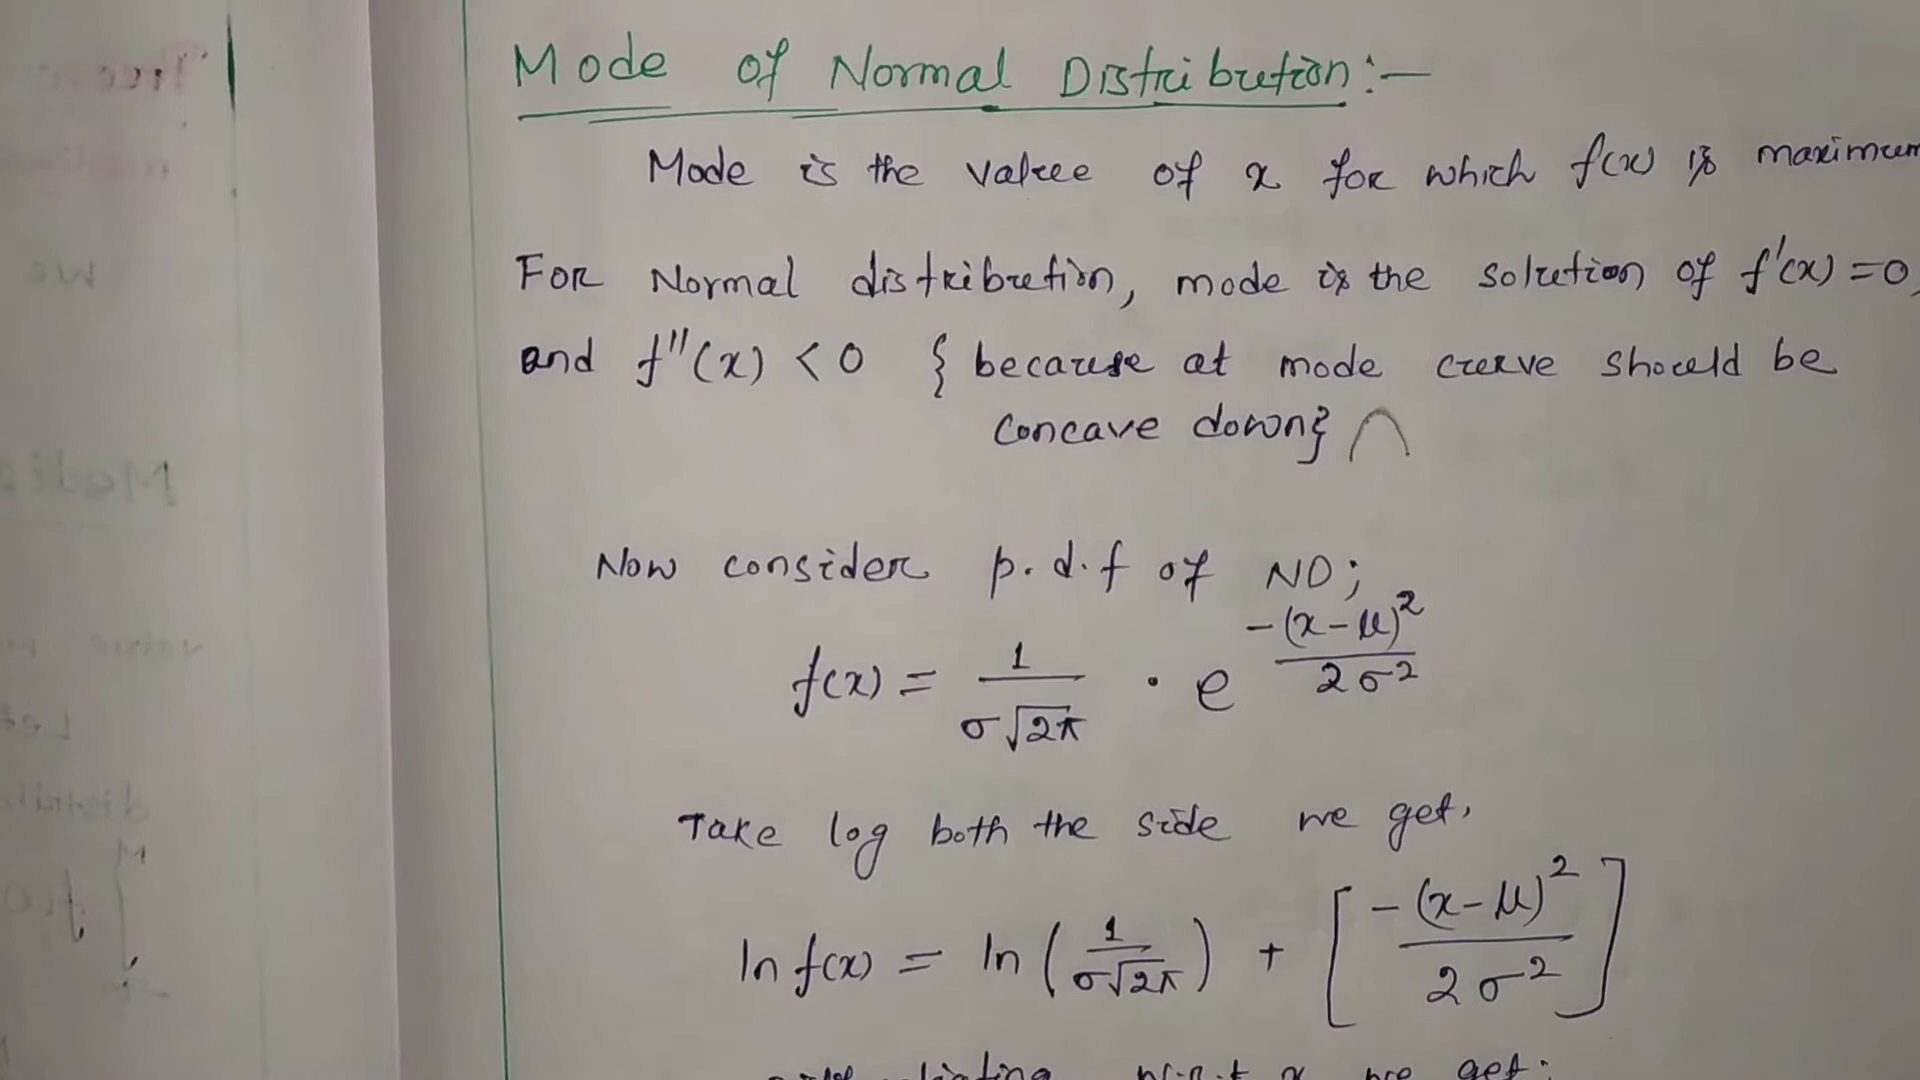 Mode of Normal Distribution :-
Mode is the value of x for which f(x) is maximum
For Normal distribution, mode is the solution of f'(x) = 0,
and f''(x) < 0 { because at mode curve should be
concave down}
Now consider p.d.f of ND;
f(x) = 1/(σ√2π) · e^(-(x-μ)²/2σ²)
Take log both the side we get,
ln f(x) = ln (1/(σ√2π)) + [-(x-μ)²/2σ²]
w.r.t x we get;